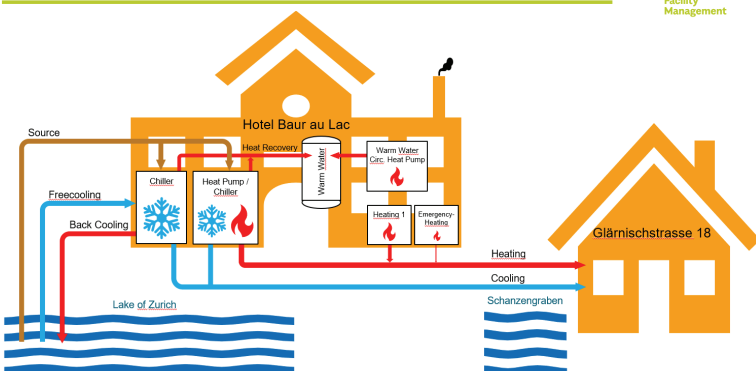 Facility
Management
Hotel Baur au Lac
Source
Heat Recovery
Warm Water
Warm Water
Circ. Heat Pump
Chiller
Heat Pump /
Chiller
Freecooling
Back Cooling
Heating 1
Emergency-
Heating
Glärnischstrasse 18
Heating
Cooling
Lake of Zurich
Schanzengraben